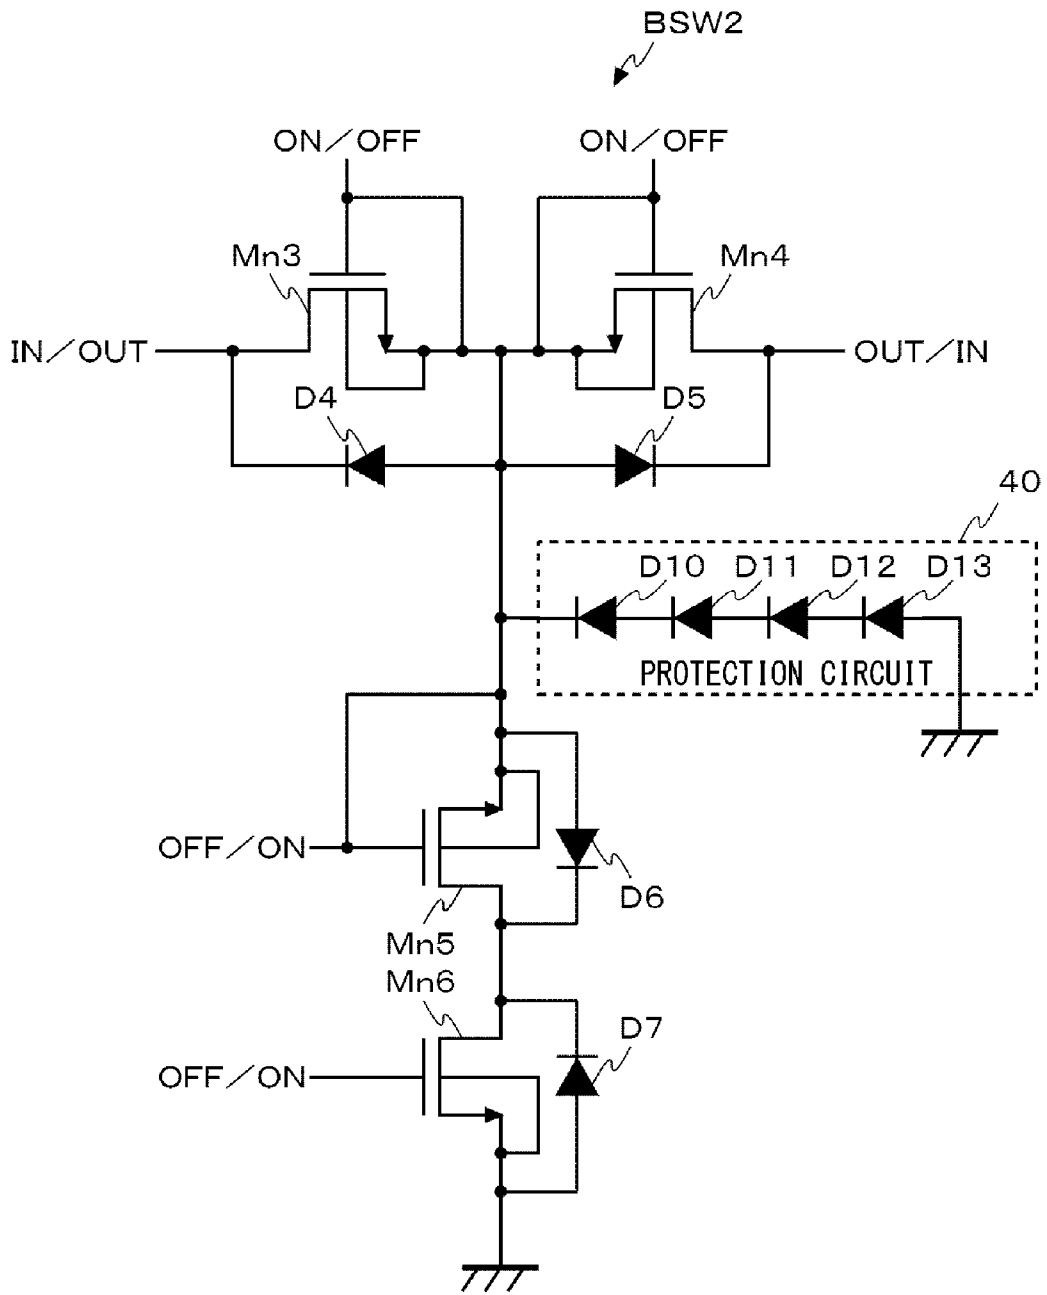 BSW2
ON/OFF
ON/OFF
Mn3
Mn4
IN/OUT
OUT/IN
D4
D5
40
D10
D11
D12
D13
PROTECTION CIRCUIT
OFF/ON
D6
Mn5
Mn6
D7
OFF/ON